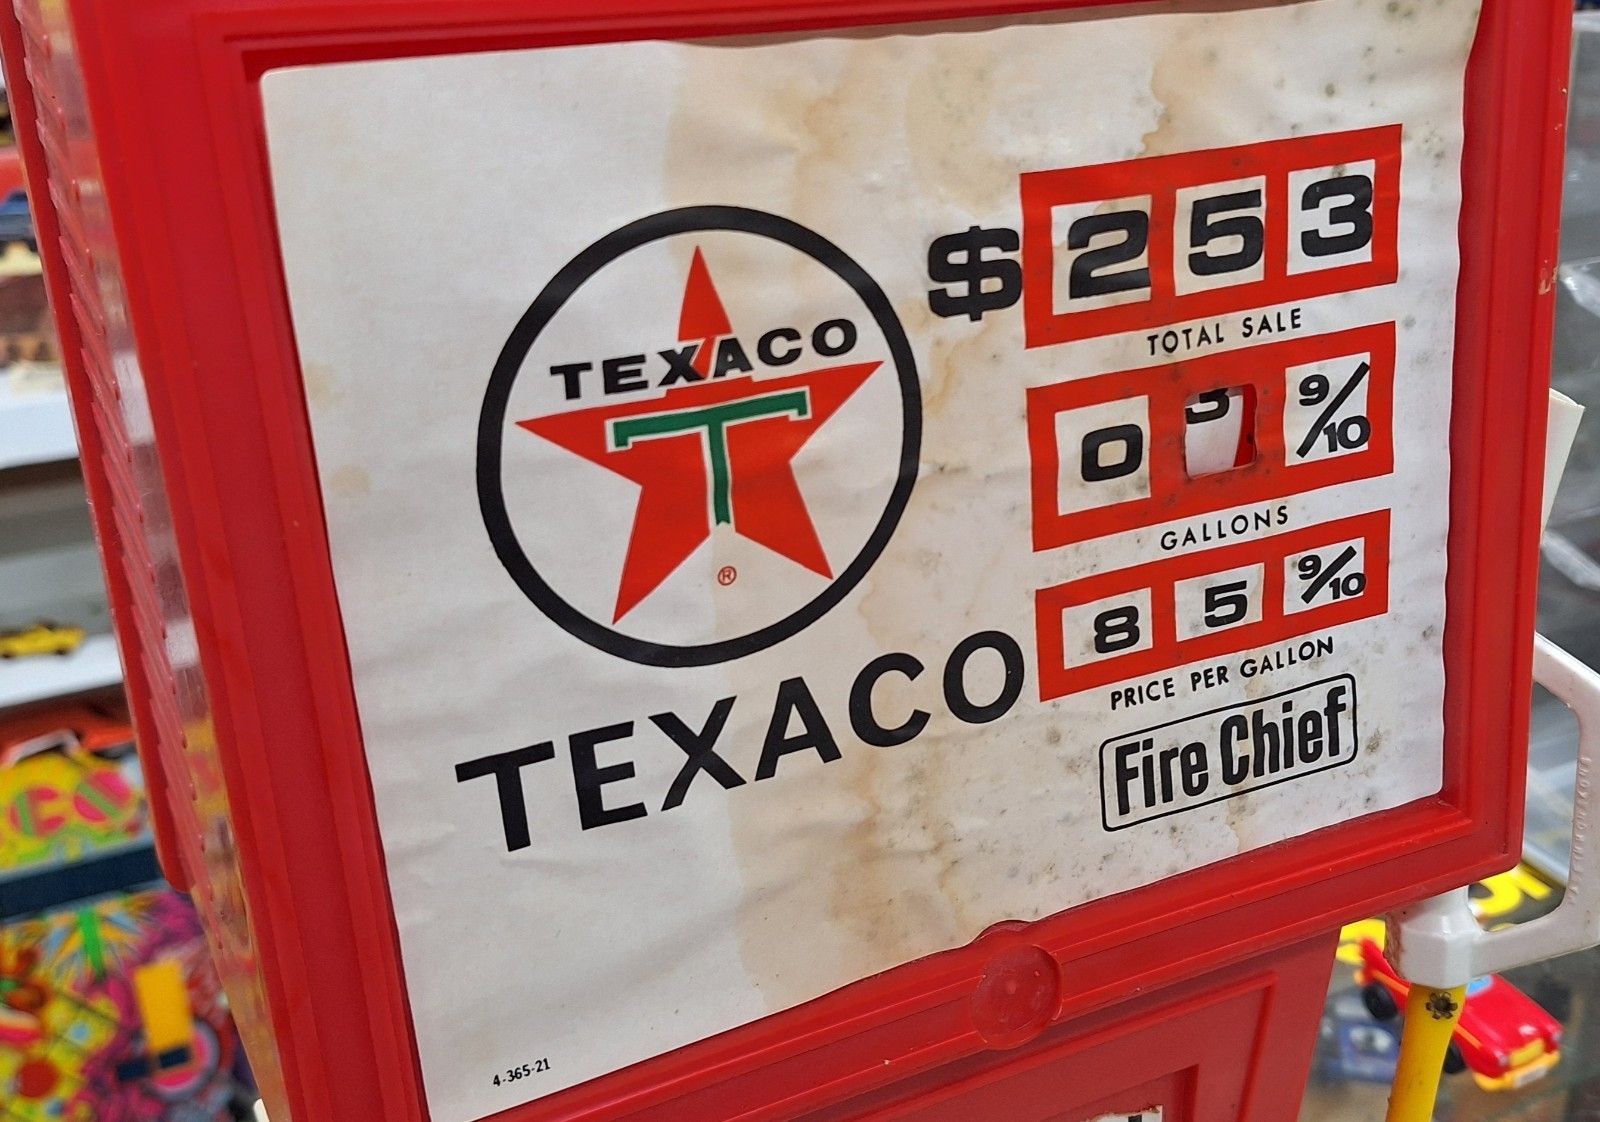 $253
TOTAL SALE
TEXACO
T
®
0 3 9/10
GALLONS
8 5 9/10
PRICE PER GALLON
TEXACO
Fire Chief
4-365-21